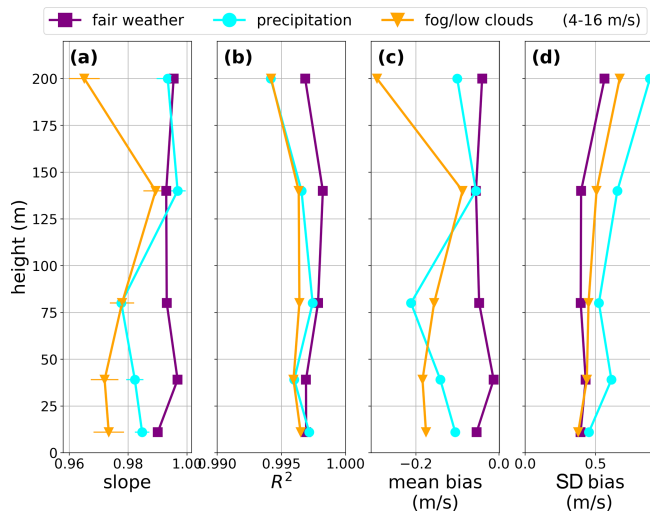 fair weather precipitation fog/low clouds (4-16 m/s)
(a) (b) (c) (d)
height (m)
200
175
150
125
100
75
50
25
0
0.96 0.98 1.00 0.990 0.995 1.000 −0.2 0.0 0.0 0.5
slope R² mean bias SD bias
(m/s) (m/s)